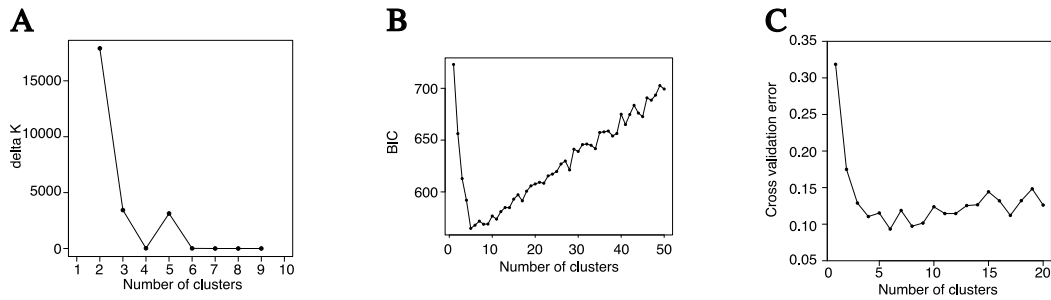 A
delta K
15000
10000
5000
0
1 2 3 4 5 6 7 8 9 10
Number of clusters
B
BIC
700
650
600
0 10 20 30 40 50
Number of clusters
C
Cross validation error
0.35
0.30
0.25
0.20
0.15
0.10
0.05
0 5 10 15 20
Number of clusters